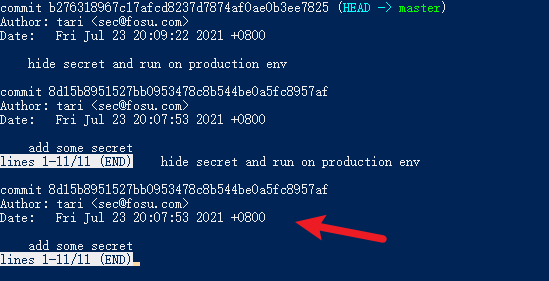 commit b276318967c17afcd8237d7874af0ae0b3ee7825 (HEAD -> master)
Author: tari <sec@fosu.com>
Date:   Fri Jul 23 20:09:22 2021 +0800
hide secret and run on production env
commit 8d15b8951527bb0953478c8b544be0a5fc8957af
Author: tari <sec@fosu.com>
Date:   Fri Jul 23 20:07:53 2021 +0800
add some secret
lines 1-11/11 (END)    hide secret and run on production env
commit 8d15b8951527bb0953478c8b544be0a5fc8957af
Author: tari <sec@fosu.com>
Date:   Fri Jul 23 20:07:53 2021 +0800
add some secret
lines 1-11/11 (END)